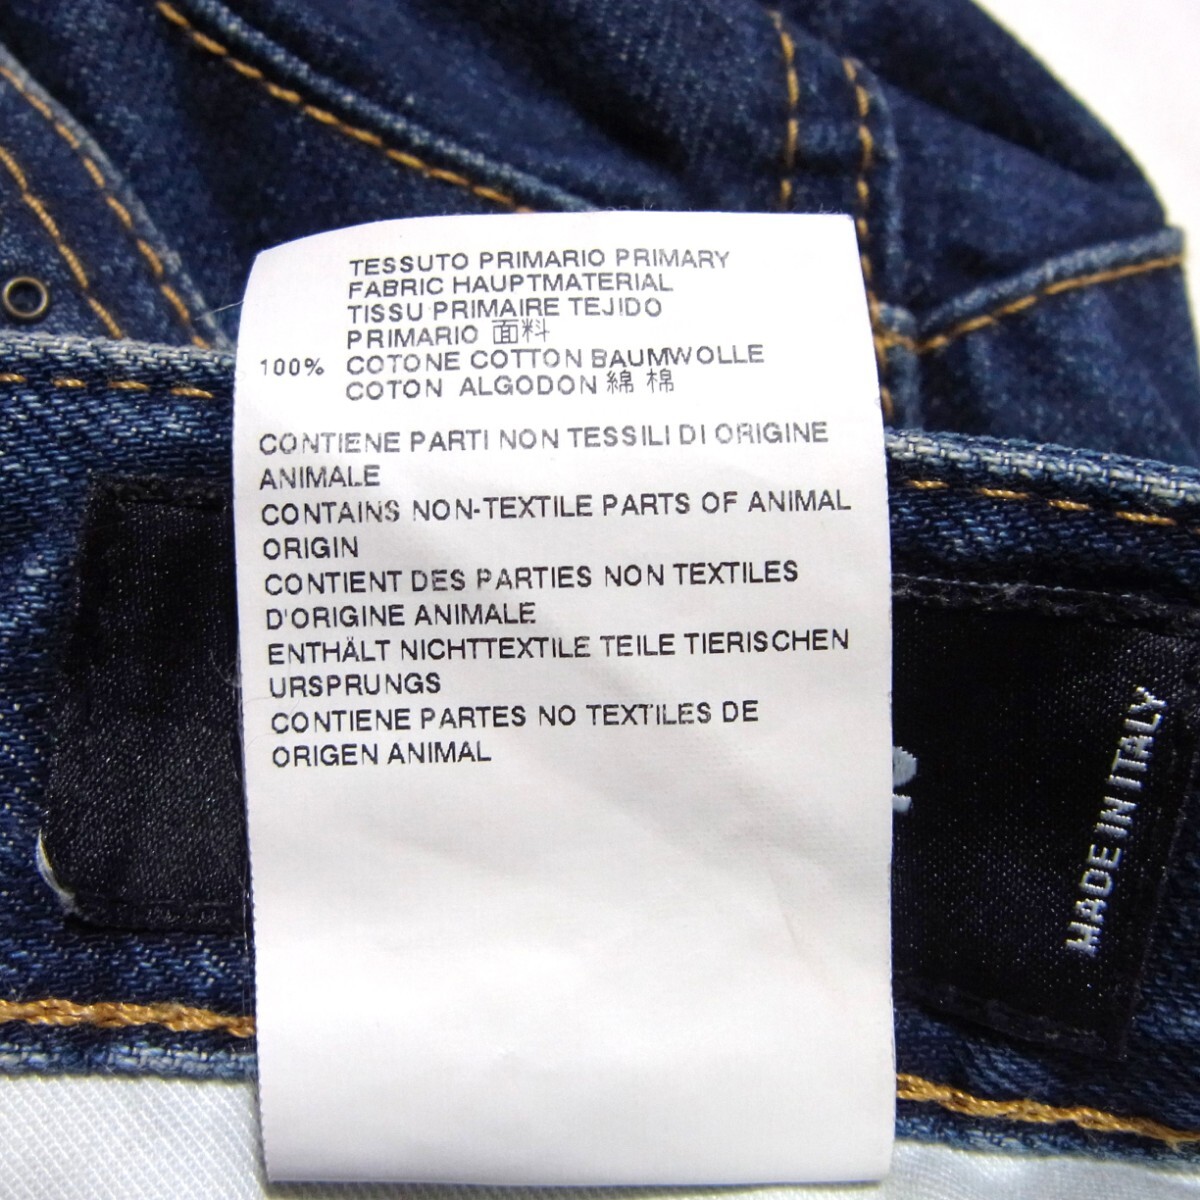 TESSUTO PRIMARIO PRIMARY
FABRIC HAUPTMATERIAL
TISSU PRIMAIRE TEJIDO
PRIMARIO 面料
100% COTONE COTTON BAUMWOLLE
COTON ALGODON 綿 棉
CONTIENE PARTI NON TESSILI DI ORIGINE
ANIMALE
CONTAINS NON-TEXTILE PARTS OF ANIMAL
ORIGIN
CONTIENT DES PARTIES NON TEXTILES
D'ORIGINE ANIMALE
ENTHÄLT NICHTTEXTILE TEILE TIERISCHEN
URSPRUNGS
CONTIENE PARTES NO TEXTILES DE
ORIGEN ANIMAL
MADE IN ITALY